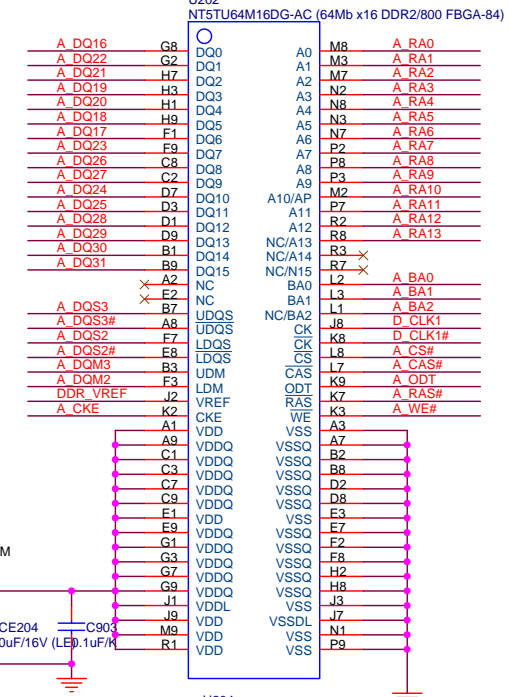 NT5TU64M16DG-AC (64Mb x16 DDR2/800 FBGA-84)
A_DQ16 G8 DQ0 A0 M8 A_RA0
A_DQ22 G2 DQ1 A1 M3 A_RA1
A_DQ21 H7 DQ2 A2 M7 A_RA2
A_DQ19 H3 DQ3 A3 N2 A_RA3
A_DQ20 H1 DQ4 A4 N8 A_RA4
A_DQ18 H9 DQ5 A5 N3 A_RA5
A_DQ17 F1 DQ6 A6 N7 A_RA6
A_DQ23 F9 DQ7 A7 P2 A_RA7
A_DQ26 C8 DQ8 A8 P8 A_RA8
A_DQ27 C2 DQ9 A9 P3 A_RA9
A_DQ24 D7 DQ10 A10/AP M2 A_RA10
A_DQ25 D3 DQ11 A11 P7 A_RA11
A_DQ28 D1 DQ12 A12 R2 A_RA12
A_DQ29 D9 DQ13 NC/A13 R8 A_RA13
A_DQ30 B1 DQ14 NC/A14 R3
A_DQ31 B9 DQ15 NC/N15 R7
A2 NC BA0 L2 A_BA0
E2 NC BA1 L3 A_BA1
A_DQS3 B7 UDQS NC/BA2 L1 A_BA2
A_DQS3# A8 UDQS CK J8 D_CLK1
A_DQS2 F7 LDQS CK K8 D_CLK1#
A_DQS2# E8 LDQS CS L8 A_CS#
A_DQM3 B3 UDM CAS L7 A_CAS#
A_DQM2 F3 LDM ODT K9 A_ODT
DDR_VREF J2 VREF RAS K7 A_RAS#
A_CKE K2 CKE WE K3 A_WE#
A1 VDD VSS A3
A9 VDDQ VSSQ A7
C1 VDDQ VSSQ B2
C3 VDDQ VSSQ B8
C7 VDDQ VSSQ D2
C9 VDDQ VSSQ D8
E1 VDD VSS E3
E9 VDDQ VSSQ E7
G1 VDDQ VSSQ F2
G3 VDDQ VSSQ F8
G7 VDDQ VSSQ H2
G9 VDDQ VSSQ H8
J1 VDDL VSS J3
J9 VDD VSSDL J7
M9 VDD VSS N1
R1 VDD VSS P9
M
CE204 C903
0uF/16V (LE
0.1uF/K